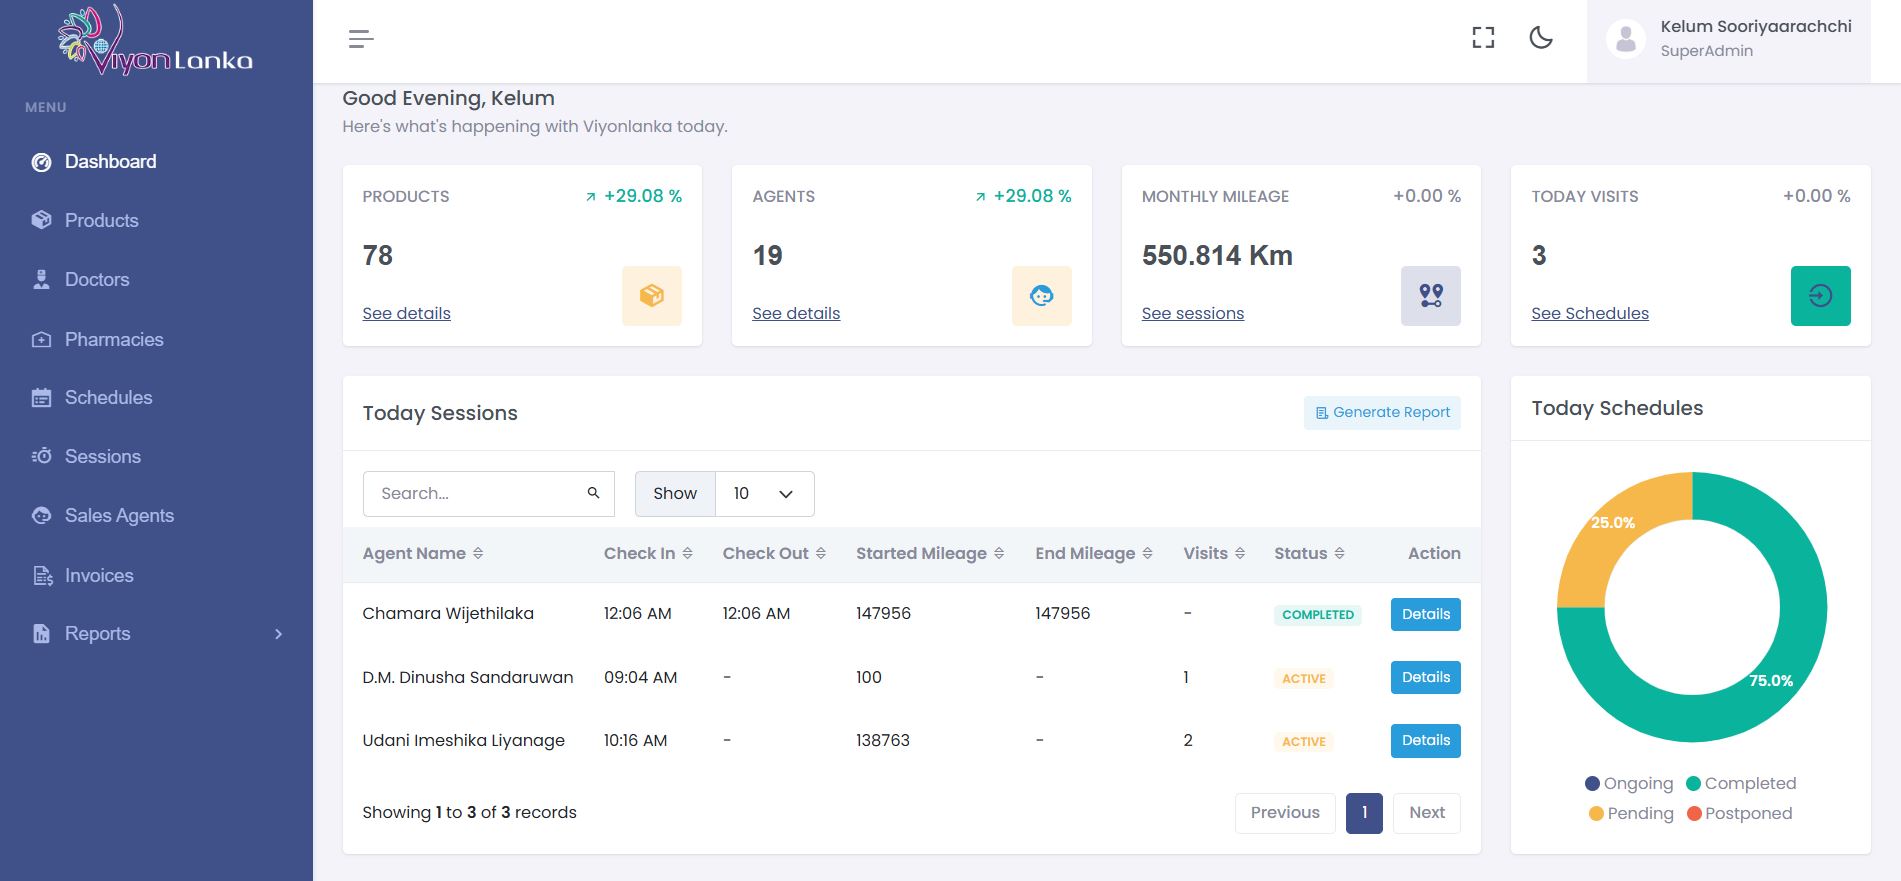 Viyon Lanka
Kelum Sooriyaarachchi
SuperAdmin
MENU
Dashboard
Products
Doctors
Pharmacies
Schedules
Sessions
Sales Agents
Invoices
Reports
Good Evening, Kelum
Here's what's happening with Viyonlanka today.
PRODUCTS +29.08 %
78
See details
AGENTS +29.08 %
19
See details
MONTHLY MILEAGE +0.00 %
550.814 Km
See sessions
TODAY VISITS +0.00 %
3
See Schedules
Today Sessions Generate Report
Search... Show 10
Agent Name Check In Check Out Started Mileage End Mileage Visits Status Action
Chamara Wijethilaka 12:06 AM 12:06 AM 147956 147956 - COMPLETED Details
D.M. Dinusha Sandaruwan 09:04 AM - 100 - 1 ACTIVE Details
Udani Imeshika Liyanage 10:16 AM - 138763 - 2 ACTIVE Details
Showing 1 to 3 of 3 records Previous 1 Next
Today Schedules
25.0%
75.0%
Ongoing Completed
Pending Postponed